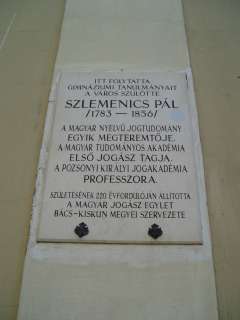 ITT FOLYTATTA
GIMNÁZIUMI TANULMÁNYAIT
A VÁROS SZÜLÖTTE
SZLEMENICS PÁL
/1783 — 1856/
A MAGYAR NYELVŰ JOGTUDOMÁNY
EGYIK MEGTEREMTŐJE,
A MAGYAR TUDOMÁNYOS AKADÉMIA
ELSŐ JOGÁSZ TAGJA,
A POZSONYI KIRÁLYI JOGAKADÉMIA
PROFESSZORA.
SZÜLETÉSÉNEK 220. ÉVFORDULÓJÁN ÁLLÍTOTTA
A MAGYAR JOGÁSZ EGYLET
BÁCS-KISKUN MEGYEI SZERVEZETE